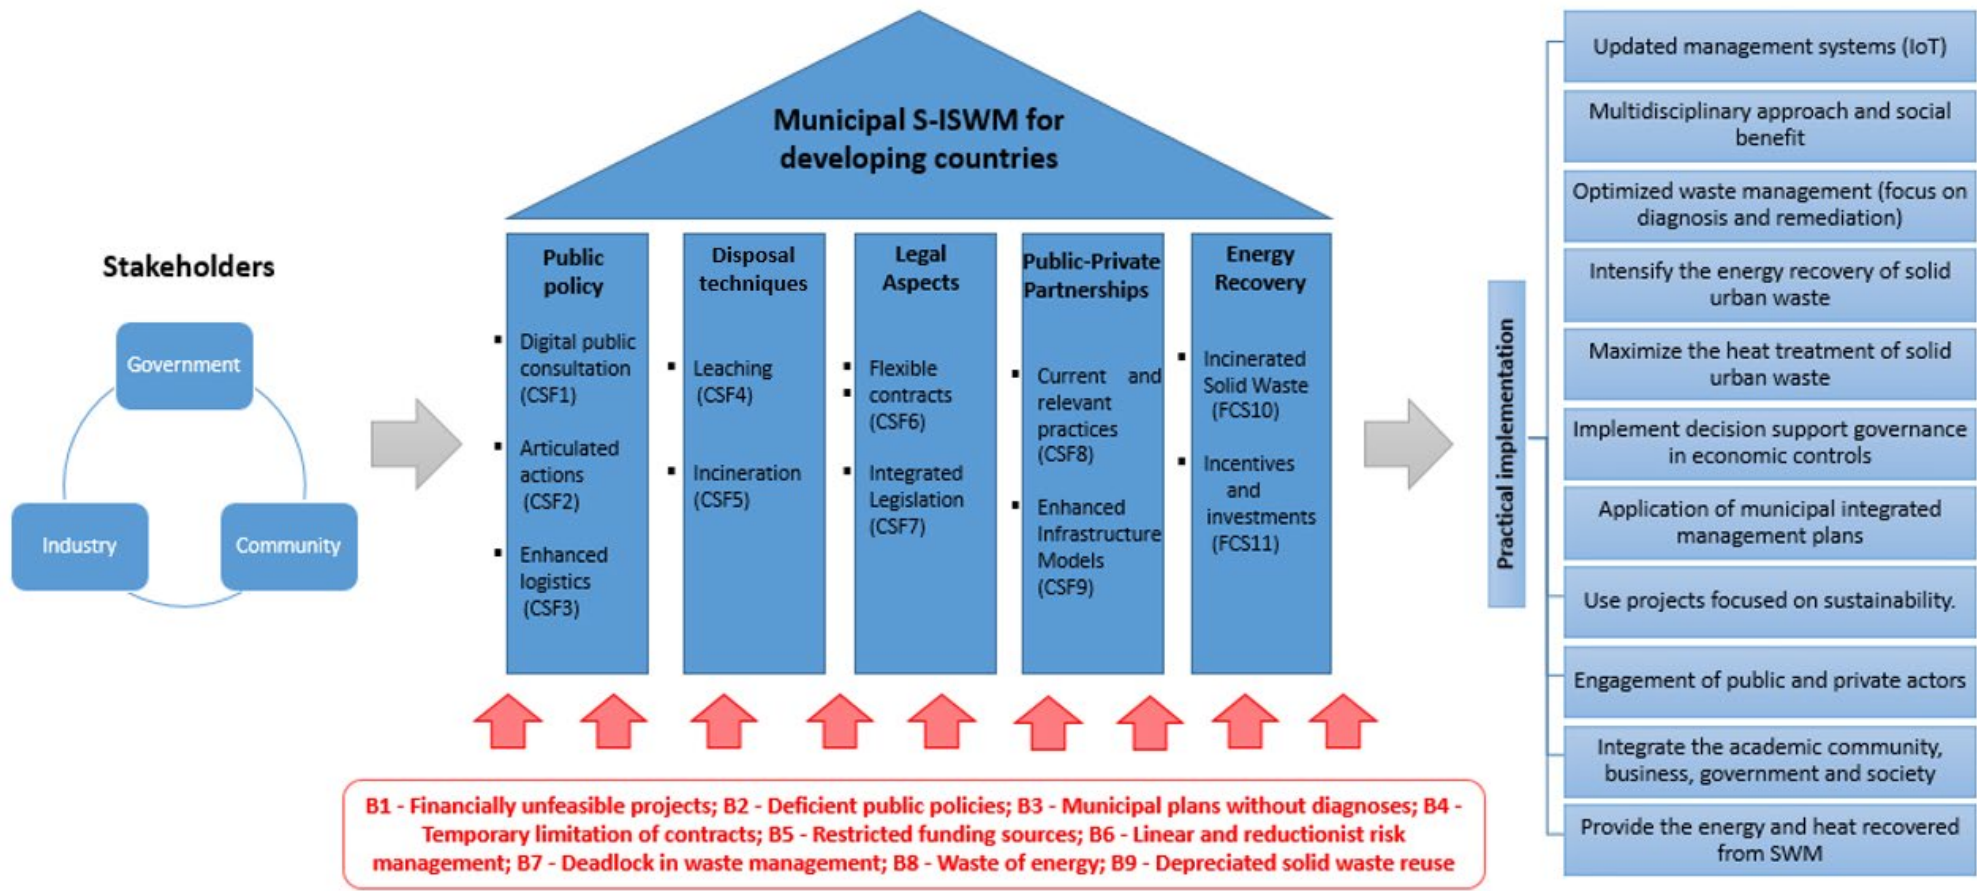 Municipal S-ISWM for
developing countries
Stakeholders
Government
Industry
Community
Public
policy
Digital public
consultation
(CSF1)
Articulated
actions
(CSF2)
Enhanced
logistics
(CSF3)
Disposal
techniques
Leaching
(CSF4)
Incineration
(CSF5)
Legal
Aspects
Flexible
contracts
(CSF6)
Integrated
Legislation
(CSF7)
Public-Private
Partnerships
Current and
relevant
practices
(CSF8)
Enhanced
Infrastructure
Models
(CSF9)
Energy
Recovery
Incinerated
Solid Waste
(FCS10)
Incentives
and
investments
(FCS11)
B1 - Financially unfeasible projects; B2 - Deficient public policies; B3 - Municipal plans without diagnoses; B4 -
Temporary limitation of contracts; B5 - Restricted funding sources; B6 - Linear and reductionist risk
management; B7 - Deadlock in waste management; B8 - Waste of energy; B9 - Depreciated solid waste reuse
Practical implementation
Updated management systems (IoT)
Multidisciplinary approach and social
benefit
Optimized waste management (focus on
diagnosis and remediation)
Intensify the energy recovery of solid
urban waste
Maximize the heat treatment of solid
urban waste
Implement decision support governance
in economic controls
Application of municipal integrated
management plans
Use projects focused on sustainability.
Engagement of public and private actors
Integrate the academic community,
business, government and society
Provide the energy and heat recovered
from SWM